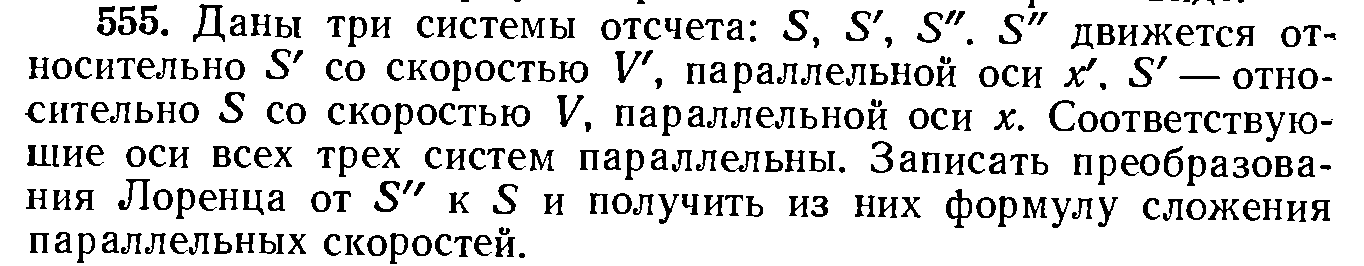 555. Даны три системы отсчета: S, S′, S″. S″ движется от-
носительно S′ со скоростью V′, параллельной оси x′. S′ — отно-
сительно S со скоростью V, параллельной оси x. Соответствую-
шие оси всех трех систем параллельны. Записать преобразова-
ния Лоренца от S″ к S и получить из них формулу сложения
параллельных скоростей.